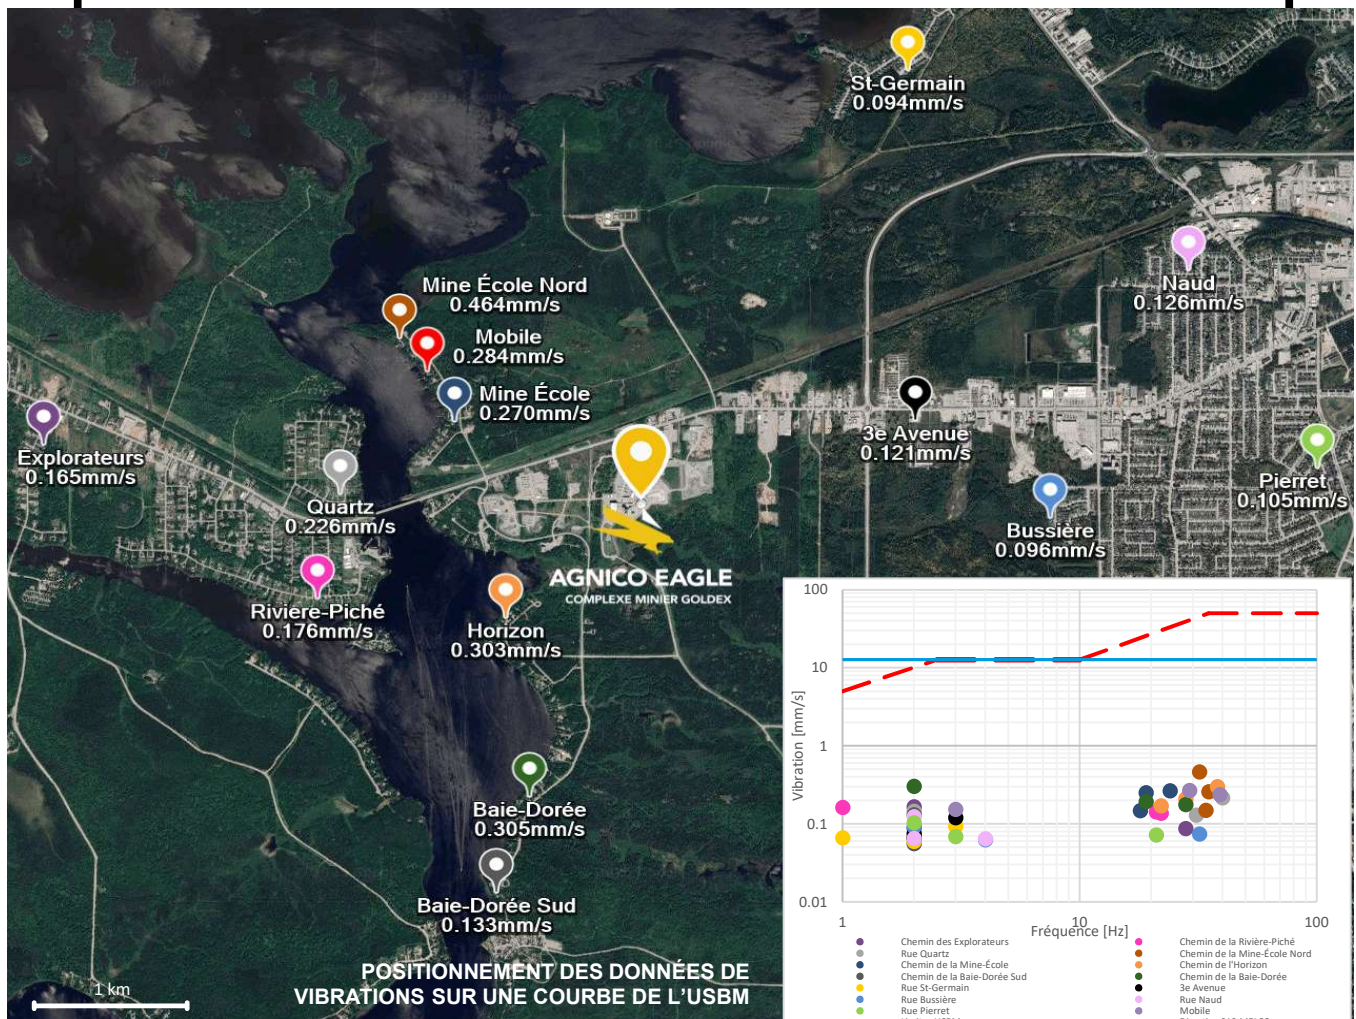 St-Germain
0.094mm/s
Naud
0.126mm/s
Mine École Nord
0.464mm/s
Mobile
0.284mm/s
Mine École
0.270mm/s
3e Avenue
0.121mm/s
Explorateurs
0.165mm/s
Quartz
0.226mm/s
Pierret
0.105mm/s
Bussière
0.096mm/s
AGNICO EAGLE
COMPLEXE MINIER GOLDEX
Riviere-Piché
0.176mm/s
Horizon
0.303mm/s
Baie-Dorée
0.305mm/s
Baie-Dorée Sud
0.133mm/s
POSITIONNEMENT DES DONNÉES DE
VIBRATIONS SUR UNE COURBE DE L'USBM
1 km
100
10
1
0.1
0.01
Vibration [mm/s]
1 10 100
Fréquence [Hz]
Chemin des Explorateurs
Rue Quartz
Chemin de la Mine-École
Chemin de la Baie-Dorée Sud
Rue St-Germain
Rue Bussière
Rue Pierret
Chemin de la Rivière-Piché
Chemin de la Mine-École Nord
Chemin de l'Horizon
Chemin de la Baie-Dorée
3e Avenue
Rue Naud
Mobile